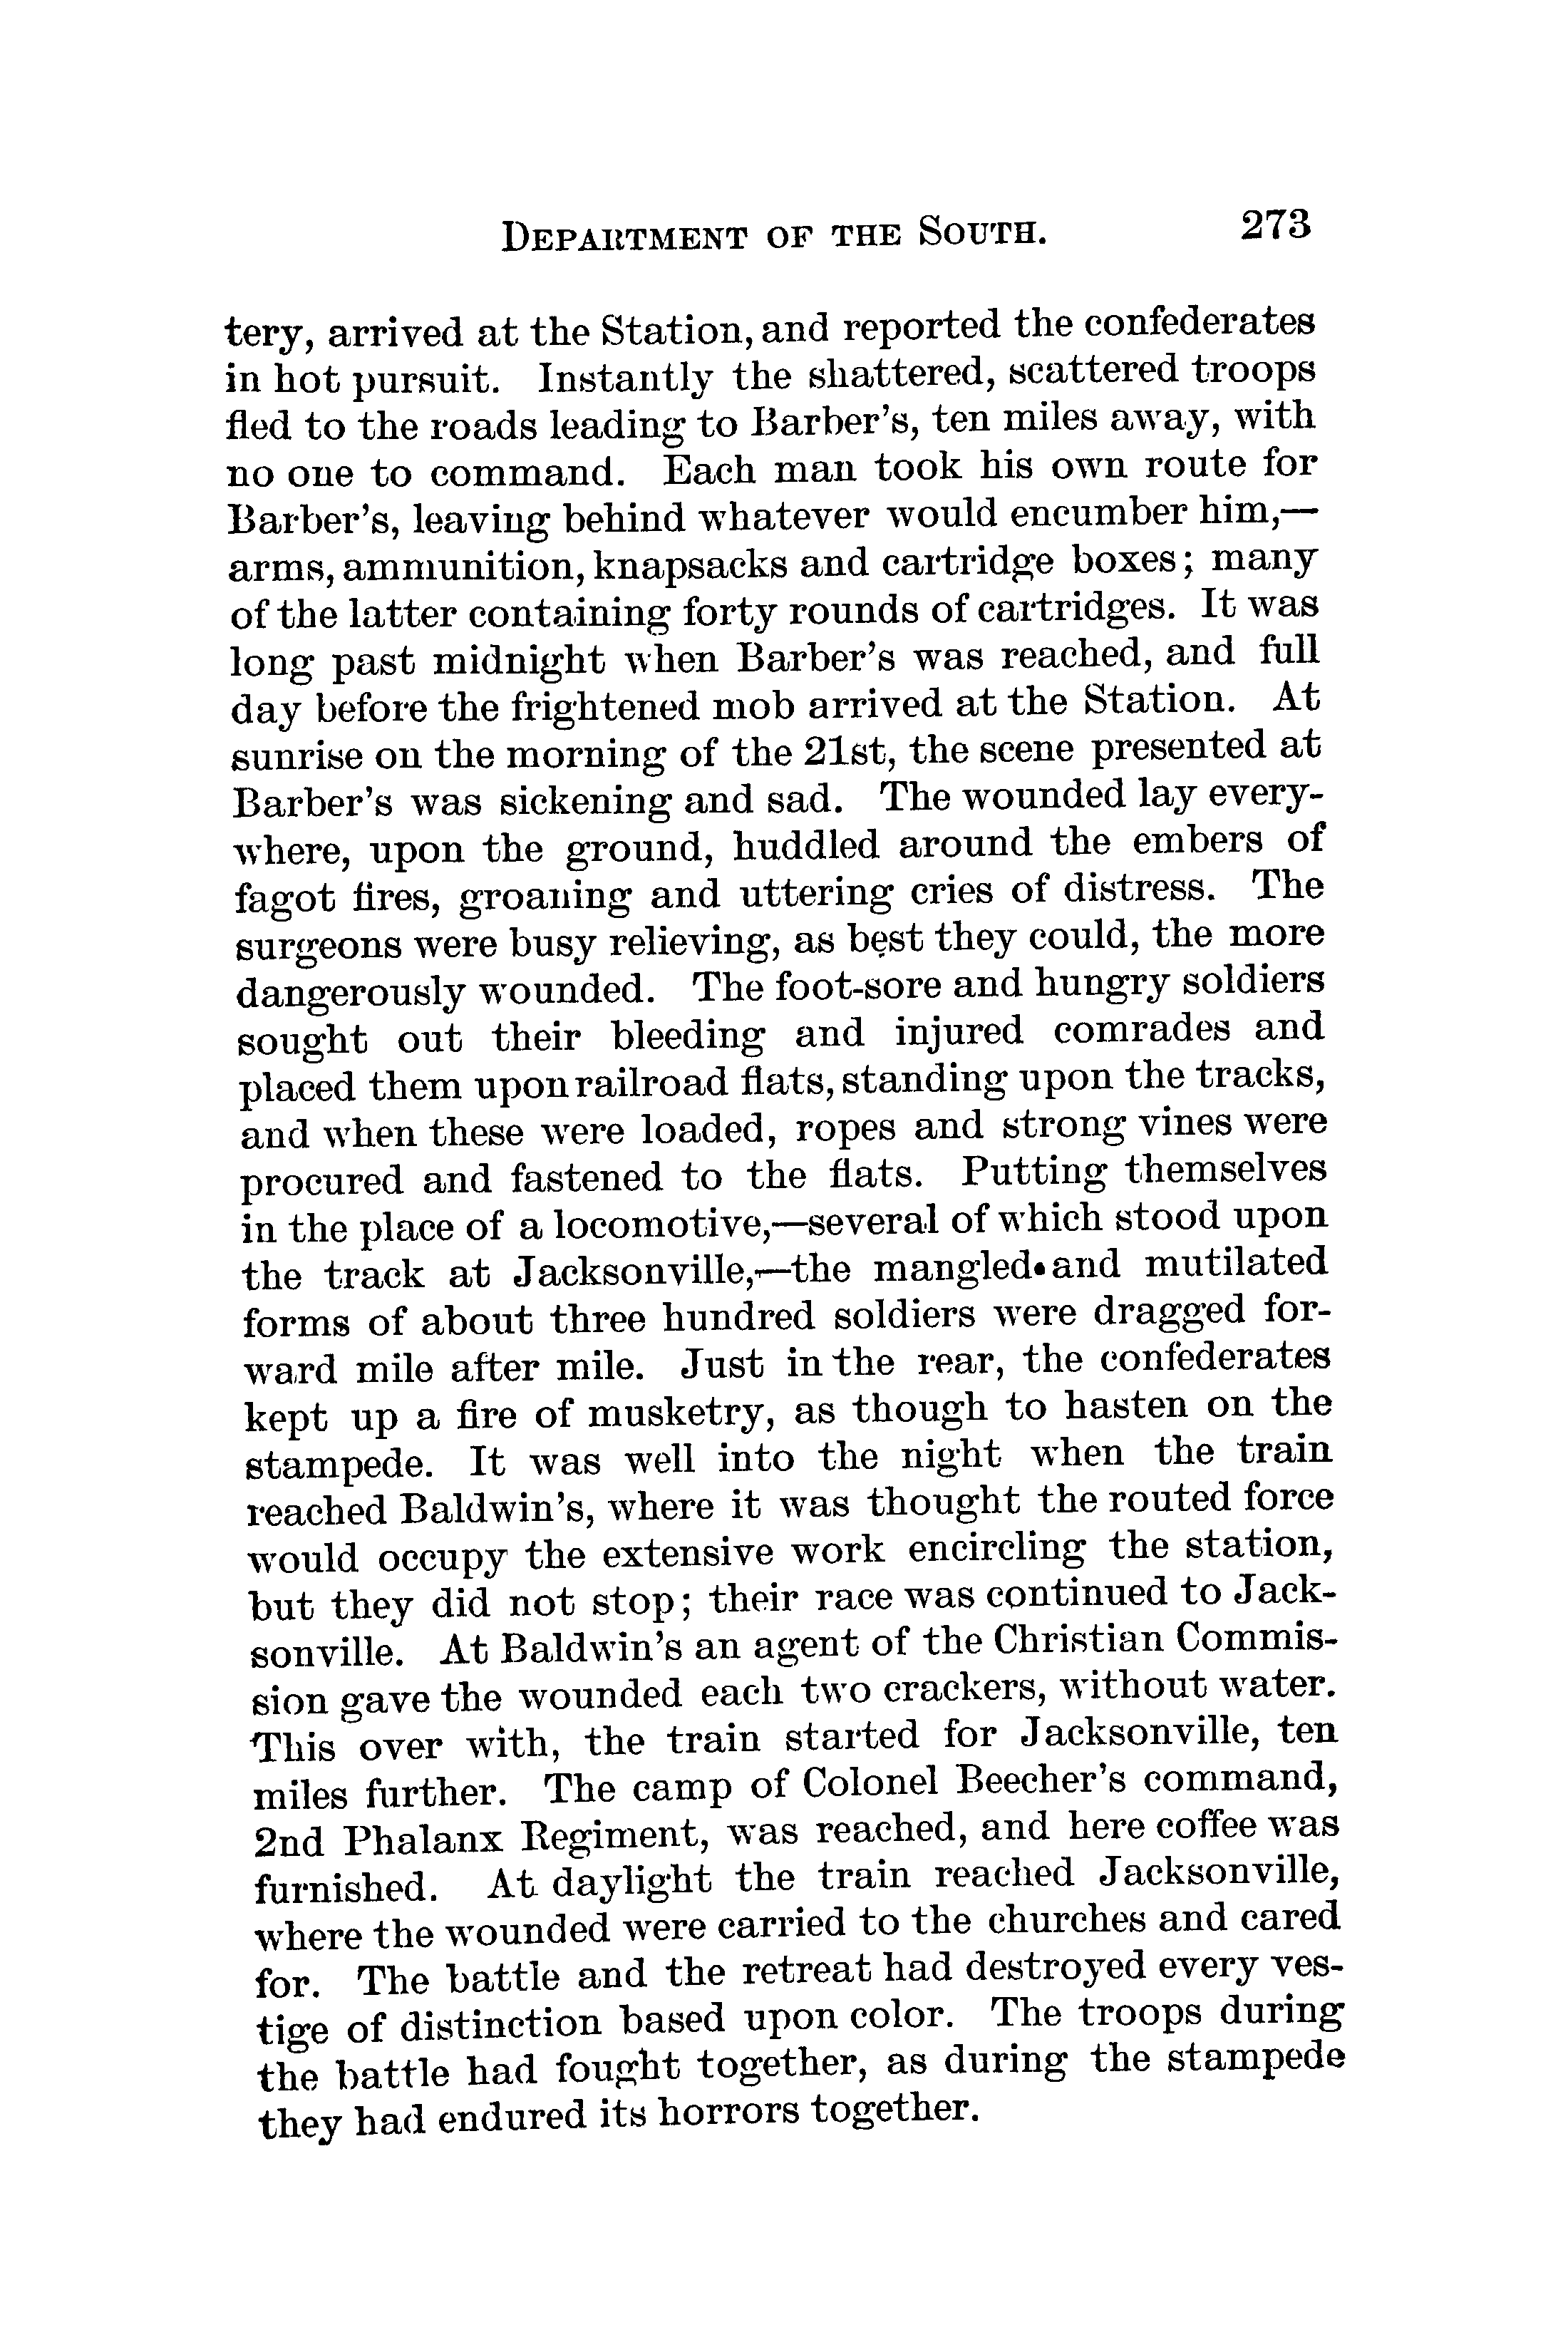 DEPARTMENT OF THE SOUTH. 273
tery, arrived at the Station, and reported the confederates
in hot pursuit. Instantly the shattered, scattered troops
fled to the roads leading to Barber's, ten miles away, with
no one to command. Each man took his own route for
Barber's, leaving behind whatever would encumber him,—
arms, ammunition, knapsacks and cartridge boxes; many
of the latter containing forty rounds of cartridges. It was
long past midnight when Barber's was reached, and full
day before the frightened mob arrived at the Station. At
sunrise on the morning of the 21st, the scene presented at
Barber's was sickening and sad. The wounded lay every-
where, upon the ground, huddled around the embers of
fagot fires, groaning and uttering cries of distress. The
surgeons were busy relieving, as best they could, the more
dangerously wounded. The foot-sore and hungry soldiers
sought out their bleeding and injured comrades and
placed them upon railroad flats, standing upon the tracks,
and when these were loaded, ropes and strong vines were
procured and fastened to the flats. Putting themselves
in the place of a locomotive,—several of which stood upon
the track at Jacksonville,—the mangled and mutilated
forms of about three hundred soldiers were dragged for-
ward mile after mile. Just in the rear, the confederates
kept up a fire of musketry, as though to hasten on the
stampede. It was well into the night when the train
reached Baldwin's, where it was thought the routed force
would occupy the extensive work encircling the station,
but they did not stop; their race was continued to Jack-
sonville. At Baldwin's an agent of the Christian Commis-
sion gave the wounded each two crackers, without water.
This over with, the train started for Jacksonville, ten
miles further. The camp of Colonel Beecher's command,
2nd Phalanx Regiment, was reached, and here coffee was
furnished. At daylight the train reached Jacksonville,
where the wounded were carried to the churches and cared
for. The battle and the retreat had destroyed every ves-
tige of distinction based upon color. The troops during
the battle had fought together, as during the stampede
they had endured its horrors together.